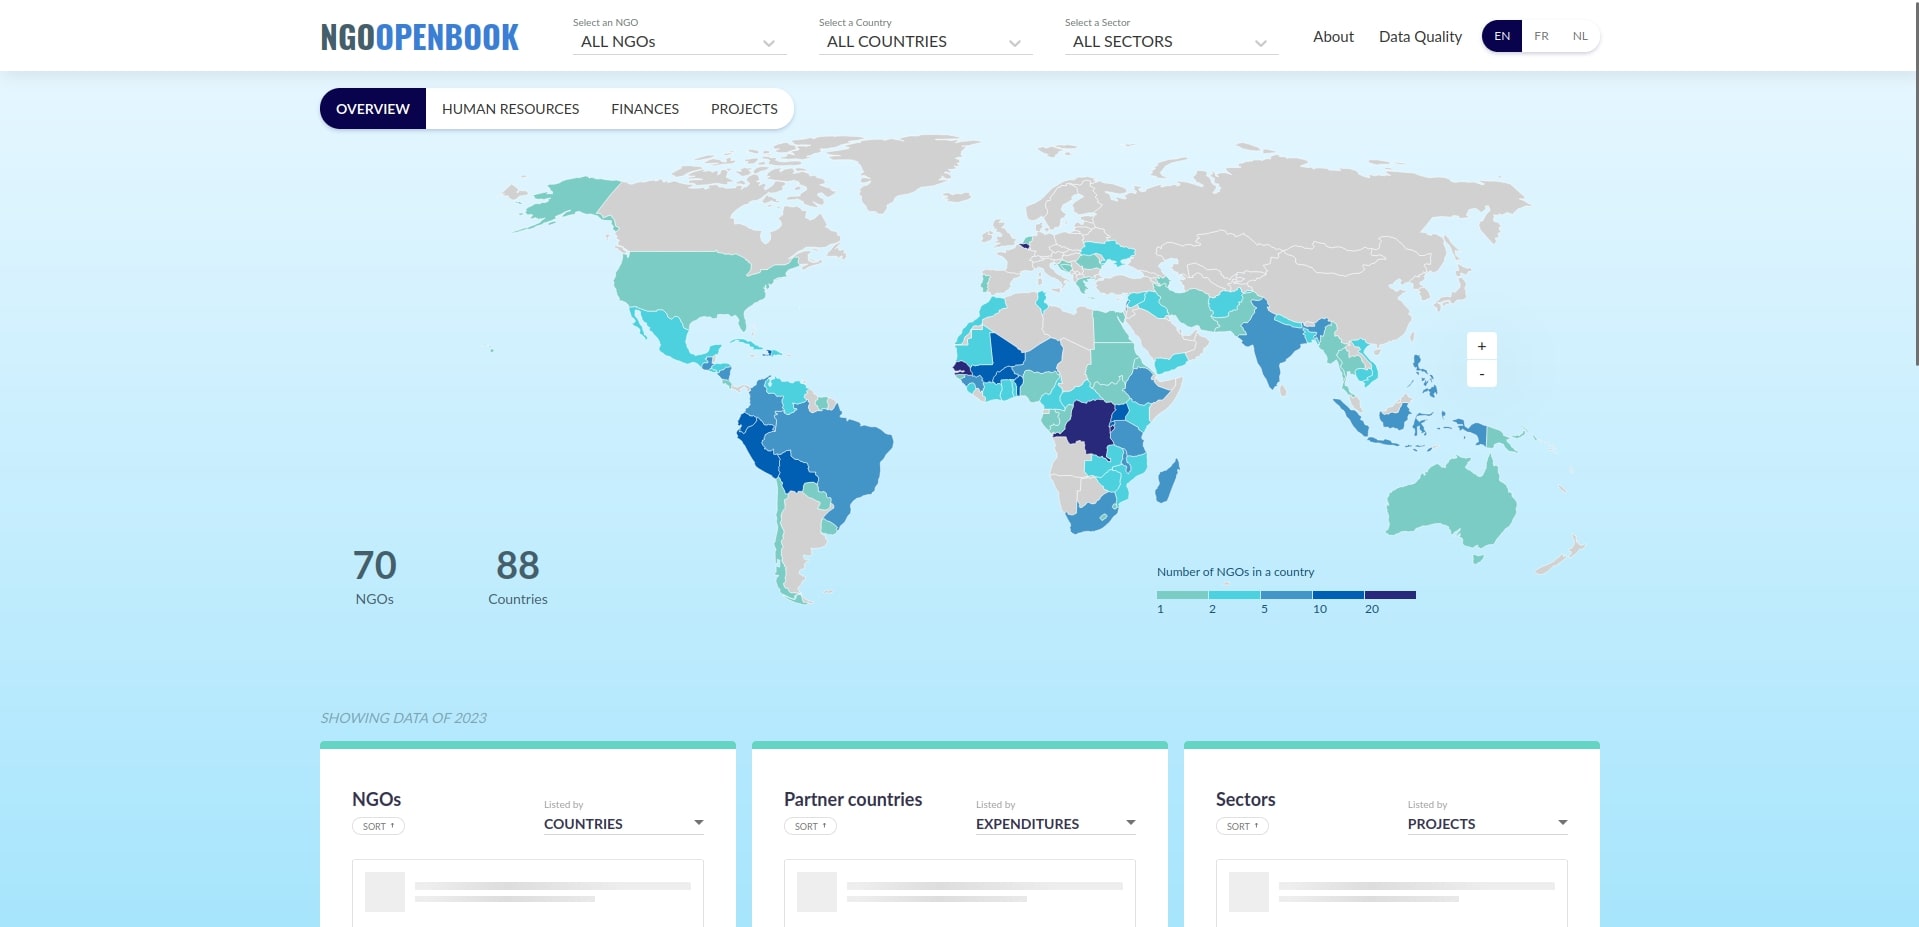 NGOOPENBOOK
Select an NGO
ALL NGOs
Select a Country
ALL COUNTRIES
Select a Sector
ALL SECTORS
About
Data Quality
EN
FR
NL
OVERVIEW
HUMAN RESOURCES
FINANCES
PROJECTS
+
-
70
NGOs
88
Countries
Number of NGOs in a country
1
2
5
10
20
SHOWING DATA OF 2023
NGOs
SORT ↑
Listed by
COUNTRIES
Partner countries
SORT ↑
Listed by
EXPENDITURES
Sectors
SORT ↑
Listed by
PROJECTS